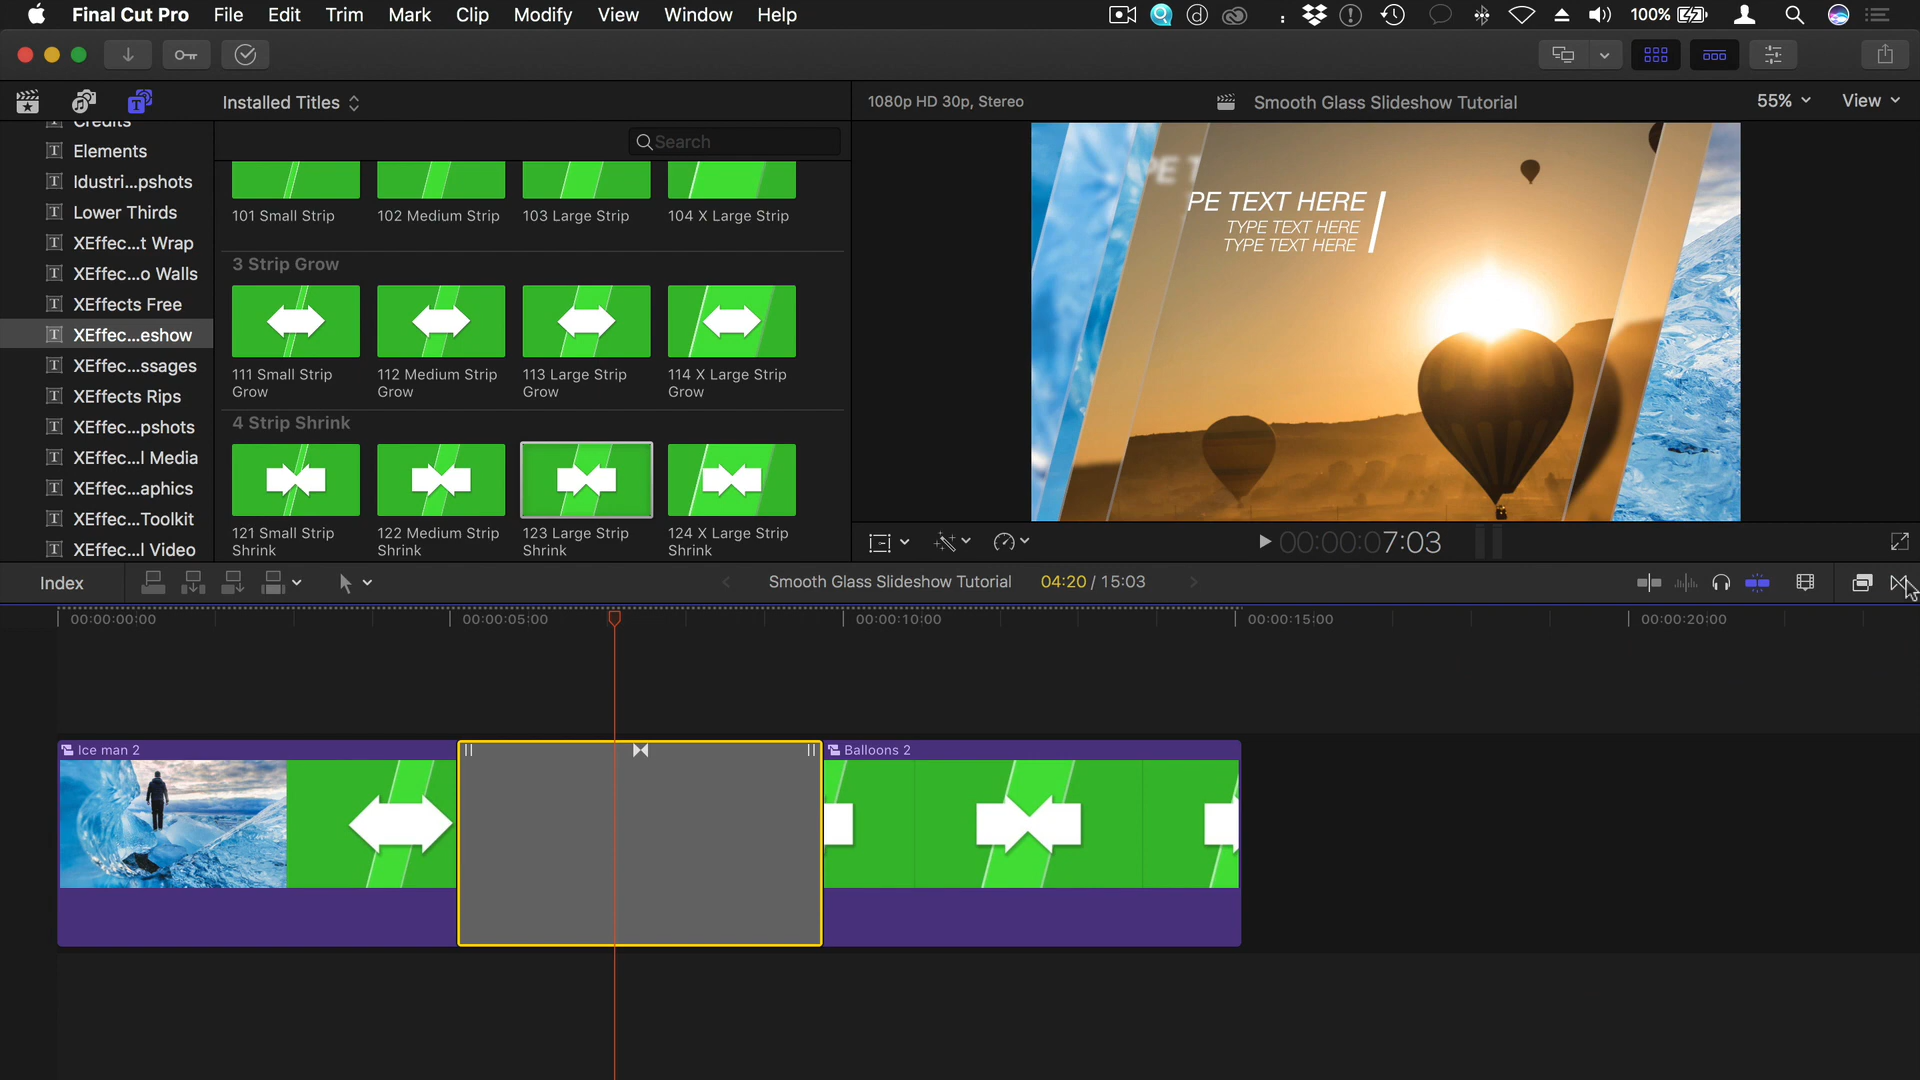 Final Cut Pro File Edit Trim Mark Clip Modify View Window Help 100%
Installed Titles
1080p HD 30p, Stereo Smooth Glass Slideshow Tutorial 55% View
Search
Credits
Elements
Idustri...pshots
Lower Thirds
XEffec...t Wrap
XEffec...o Walls
XEffects Free
XEffec...eshow
XEffec...ssages
XEffects Rips
XEffec...pshots
XEffec...l Media
XEffec...aphics
XEffec...Toolkit
XEffec...l Video
101 Small Strip 102 Medium Strip 103 Large Strip 104 X Large Strip
3 Strip Grow
111 Small Strip Grow
112 Medium Strip Grow
113 Large Strip Grow
114 X Large Strip Grow
4 Strip Shrink
121 Small Strip Shrink
122 Medium Strip Shrink
123 Large Strip Shrink
124 X Large Strip Shrink
PE T
PE TEXT HERE
TYPE TEXT HERE
TYPE TEXT HERE
00:00:07:03
Index
Smooth Glass Slideshow Tutorial 04:20 / 15:03
00:00:00:00 00:00:05:00 00:00:10:00 00:00:15:00 00:00:20:00
Ice man 2
Balloons 2